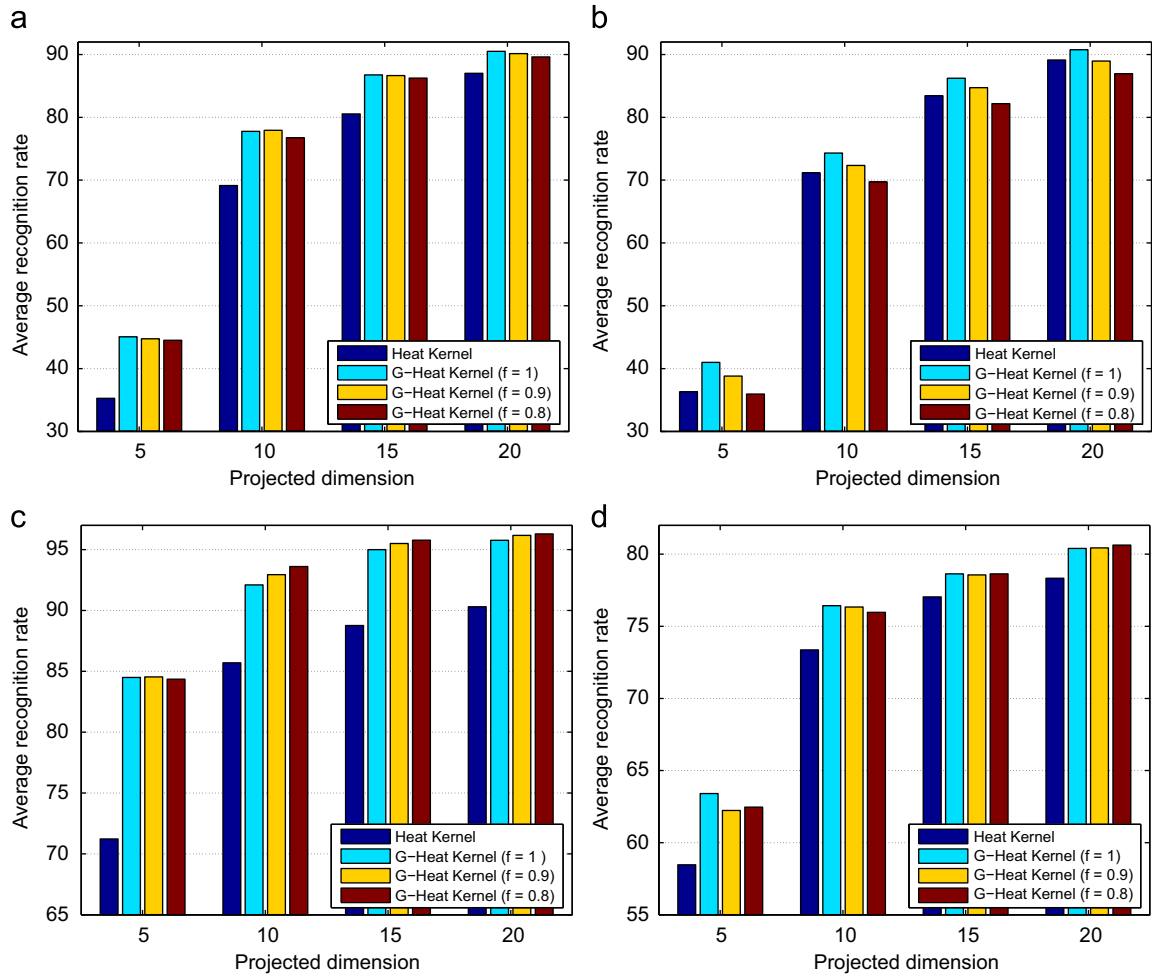 a
90
80
70
60
50
40
30
Average recognition rate
5 10 15 20
Projected dimension
Heat Kernel
G-Heat Kernel (f = 1)
G-Heat Kernel (f = 0.9)
G-Heat Kernel (f = 0.8)
b
90
80
70
60
50
40
30
Average recognition rate
5 10 15 20
Projected dimension
Heat Kernel
G-Heat Kernel (f = 1)
G-Heat Kernel (f = 0.9)
G-Heat Kernel (f = 0.8)
c
95
90
85
80
75
70
65
Average recognition rate
5 10 15 20
Projected dimension
Heat Kernel
G-Heat Kernel (f = 1 )
G-Heat Kernel (f = 0.9)
G-Heat Kernel (f = 0.8)
d
80
75
70
65
60
55
Average recognition rate
5 10 15 20
Projected dimension
Heat Kernel
G-Heat Kernel (f = 1)
G-Heat Kernel (f = 0.9)
G-Heat Kernel (f = 0.8)